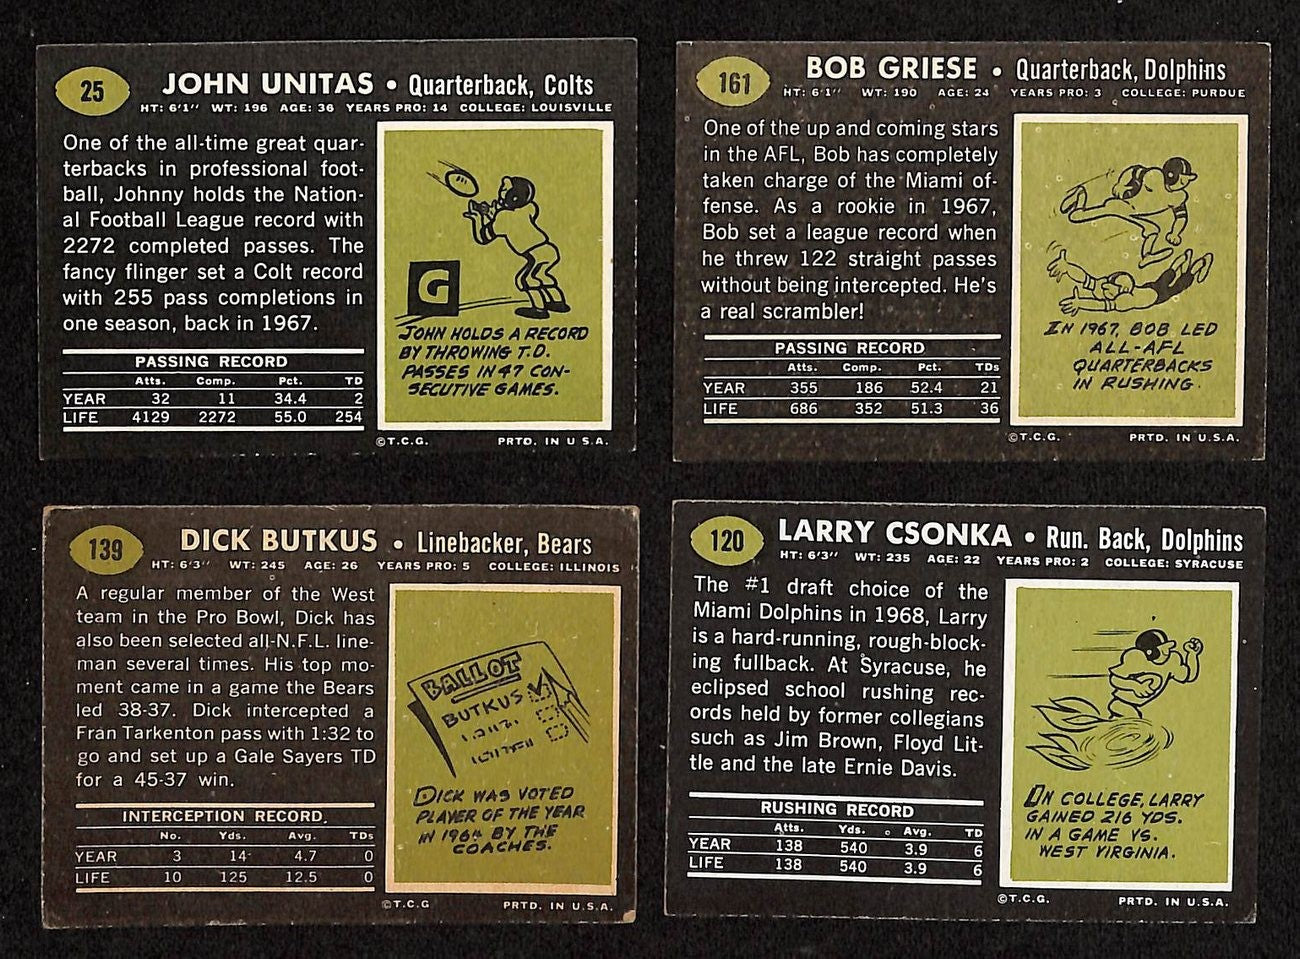 25
JOHN UNITAS • Quarterback, Colts
HT: 6'1" WT: 196 AGE: 36 YEARS PRO: 14 COLLEGE: LOUISVILLE
One of the all-time great quar-
terbacks in professional foot-
ball, Johnny holds the Nation-
al Football League record with
2272 completed passes. The
fancy flinger set a Colt record
with 255 pass completions in
one season, back in 1967.
PASSING RECORD
Atts. Comp. Pct. TD
YEAR 32 11 34.4 2
LIFE 4129 2272 55.0 254
G
JOHN HOLDS A RECORD
BY THROWING T.D.
PASSES IN 47 CON-
SECUTIVE GAMES.
©T.C.G. PRTD. IN U.S.A.
161
BOB GRIESE • Quarterback, Dolphins
HT: 6'1" WT: 190 AGE: 24 YEARS PRO: 3 COLLEGE: PURDUE
One of the up and coming stars
in the AFL, Bob has completely
taken charge of the Miami of-
fense. As a rookie in 1967,
Bob set a league record when
he threw 122 straight passes
without being intercepted. He's
a real scrambler!
PASSING RECORD
Atts. Comp. Pct. TDs
YEAR 355 186 52.4 21
LIFE 686 352 51.3 36
IN 1967, BOB LED
ALL-AFL
QUARTERBACKS
IN RUSHING.
©T.C.G. PRTD. IN U.S.A.
139
DICK BUTKUS • Linebacker, Bears
HT: 6'3" WT: 245 AGE: 26 YEARS PRO: 5 COLLEGE: ILLINOIS
A regular member of the West
team in the Pro Bowl, Dick has
also been selected all-N.F.L. line-
man several times. His top mo-
ment came in a game the Bears
led 38-37. Dick intercepted a
Fran Tarkenton pass with 1:32 to
go and set up a Gale Sayers TD
for a 45-37 win.
INTERCEPTION RECORD
No. Yds. Avg. TDs
YEAR 3 14 4.7 0
LIFE 10 125 12.5 0
BALLOT
BUTKUS
DICK WAS VOTED
PLAYER OF THE YEAR
IN 1964 BY THE
COACHES.
©T.C.G PRTD. IN U.S.A.
120
LARRY CSONKA • Run. Back, Dolphins
HT: 6'3" WT: 235 AGE: 22 YEARS PRO: 2 COLLEGE: SYRACUSE
The #1 draft choice of the
Miami Dolphins in 1968, Larry
is a hard-running, rough-block-
ing fullback. At Syracuse, he
eclipsed school rushing rec-
ords held by former collegians
such as Jim Brown, Floyd Lit-
tle and the late Ernie Davis.
RUSHING RECORD
Atts. Yds. Avg. TD
YEAR 138 540 3.9 6
LIFE 138 540 3.9 6
IN COLLEGE, LARRY
GAINED 216 YDS.
IN A GAME VS.
WEST VIRGINIA.
©T.C.G. PRTD. IN U.S.A.